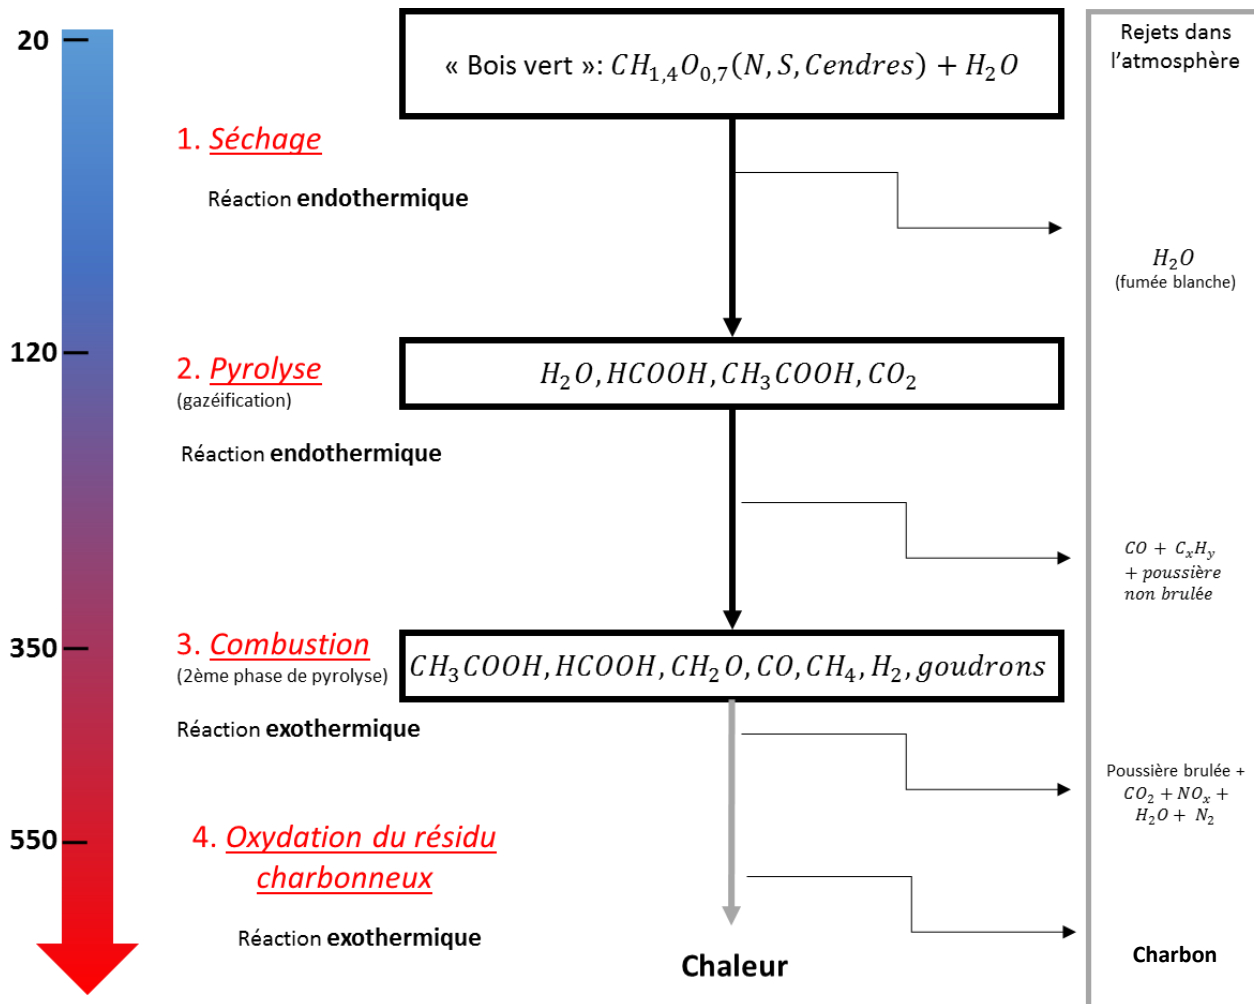 20
« Bois vert »: CH₁,₄O₀,₇(N, S, Cendres) + H₂O
Rejets dans
l’atmosphère
1. Séchage
Réaction endothermique
H₂O
(fumée blanche)
120
2. Pyrolyse
(gazéification)
H₂O, HCOOH, CH₃COOH, CO₂
Réaction endothermique
CO + CₓHᵧ
+ poussière
non brulée
350
3. Combustion
(2ème phase de pyrolyse)
CH₃COOH, HCOOH, CH₂O, CO, CH₄, H₂, goudrons
Réaction exothermique
Poussière brulée +
CO₂ + NOₓ +
H₂O + N₂
550
4. Oxydation du résidu
charbonneux
Réaction exothermique
Chaleur
Charbon